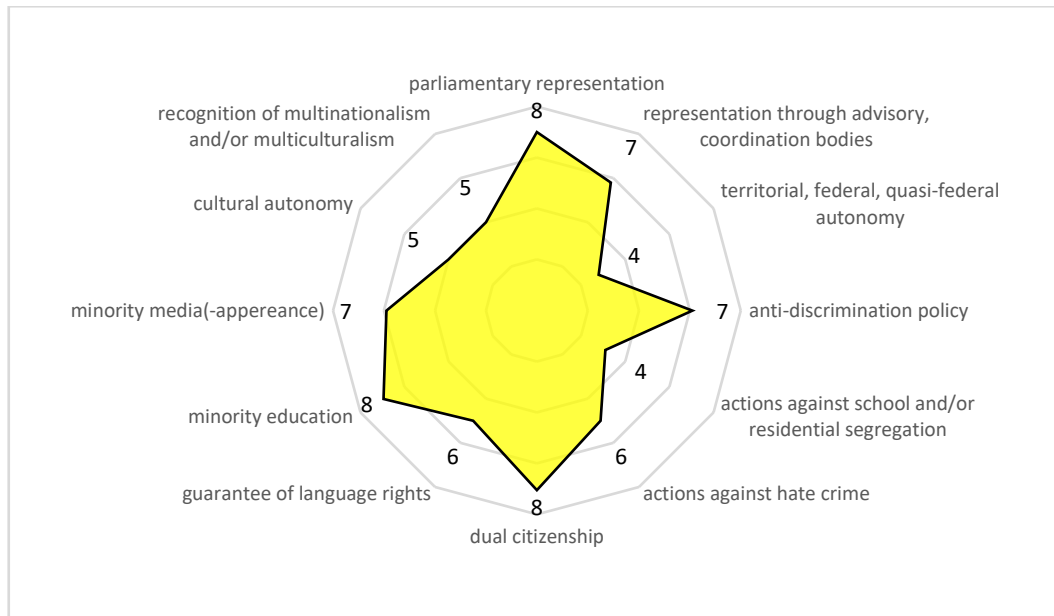 parliamentary representation
8
recognition of multinationalism
and/or multiculturalism
representation through advisory,
coordination bodies
7
5
cultural autonomy
territorial, federal, quasi-federal
autonomy
5
4
minority media(-appereance)
7
7
anti-discrimination policy
4
minority education
8
actions against school and/or
residential segregation
6
6
guarantee of language rights
actions against hate crime
8
dual citizenship